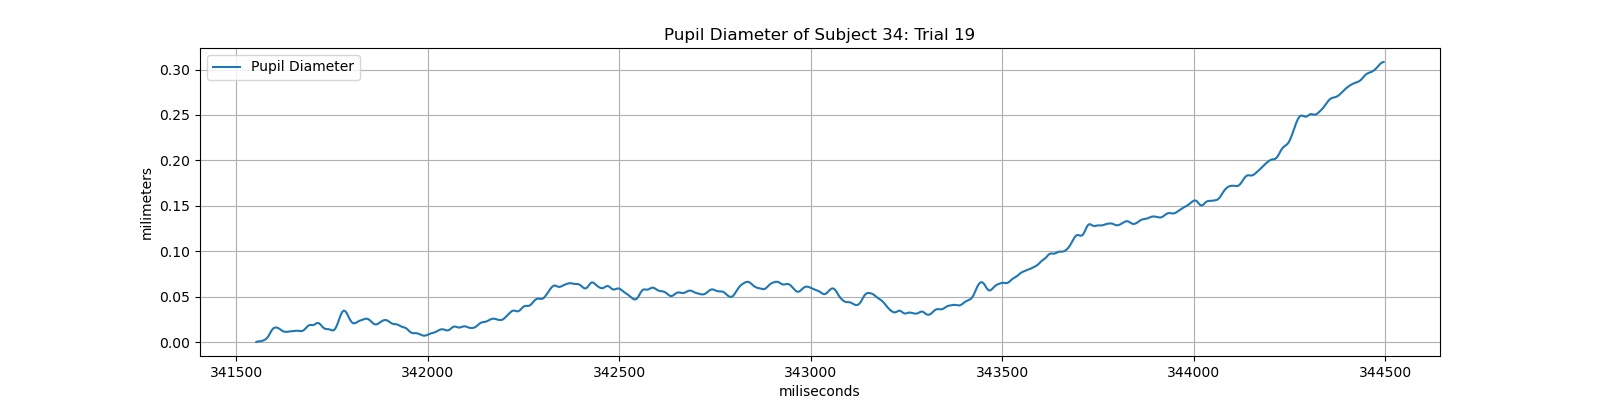 Pupil Diameter of Subject 34: Trial 19
Pupil Diameter
0.30
0.25
0.20
0.15
0.10
0.05
0.00
milimeters
341500 342000 342500 343000 343500 344000 344500
miliseconds